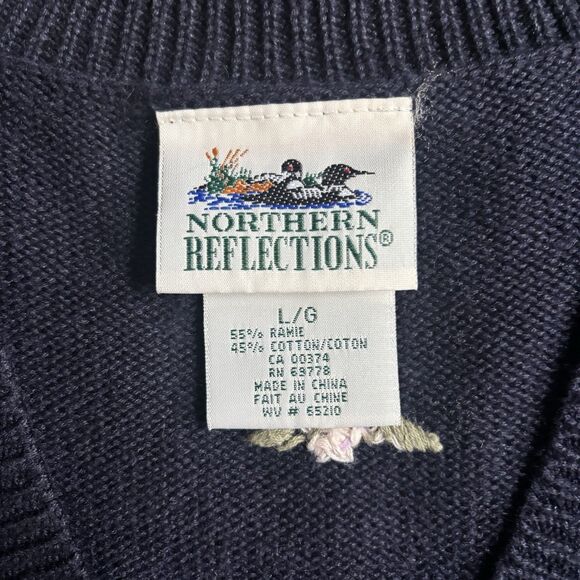 NORTHERN
REFLECTIONS®
L/G
55% RAMIE
45% COTTON/COTON
CA 00374
RN 69778
MADE IN CHINA
FAIT AU CHINE
WV # 65210